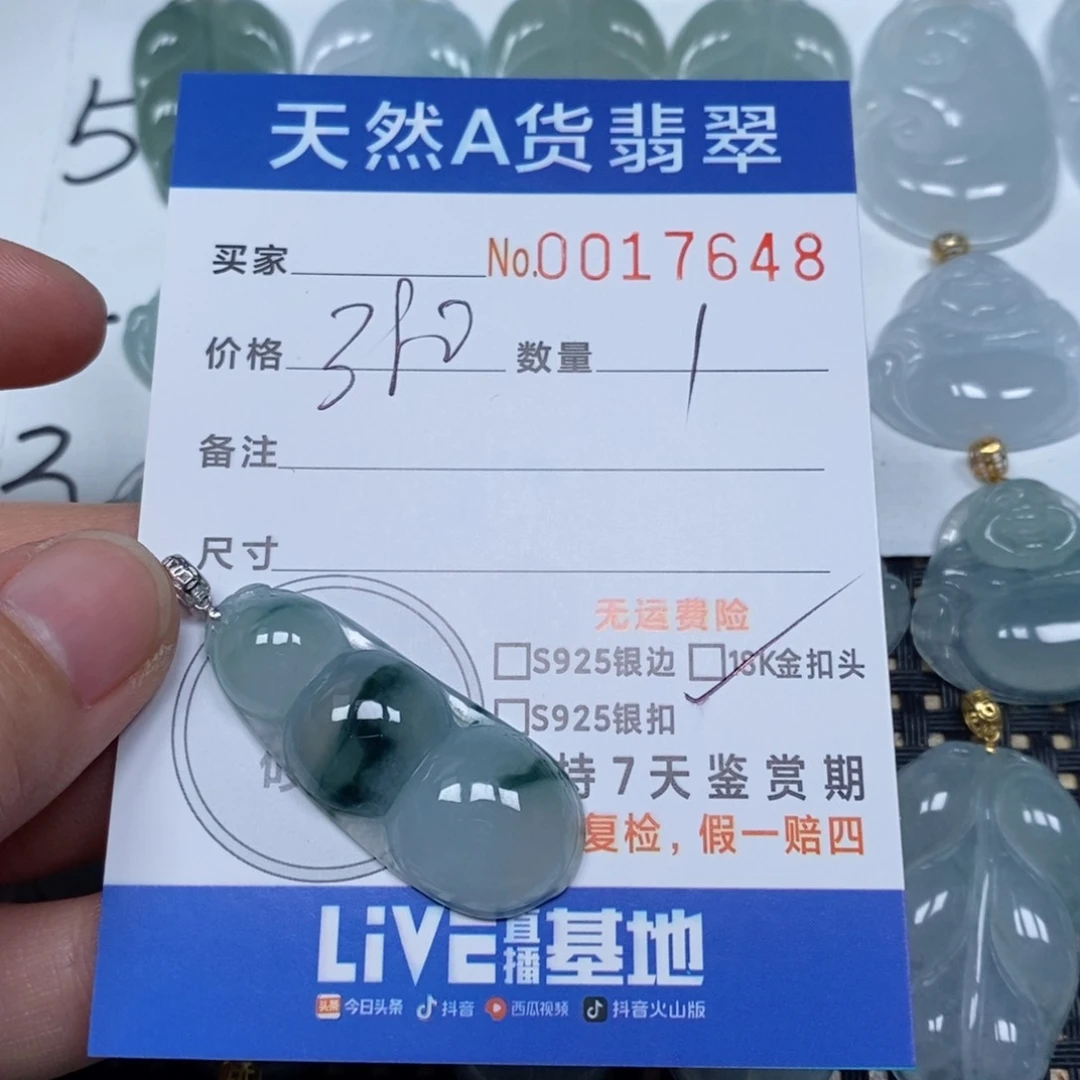 天然A货翡翠
5
买家 No.0017648
价格 数量 1
3
备注
尺寸
无运费险
□S925银边 □18K金扣头
□S925银扣
持7天鉴赏期
复检，假一赔四
LiVE直播基地
头条 今日头条 抖音 西瓜视频 抖音火山版